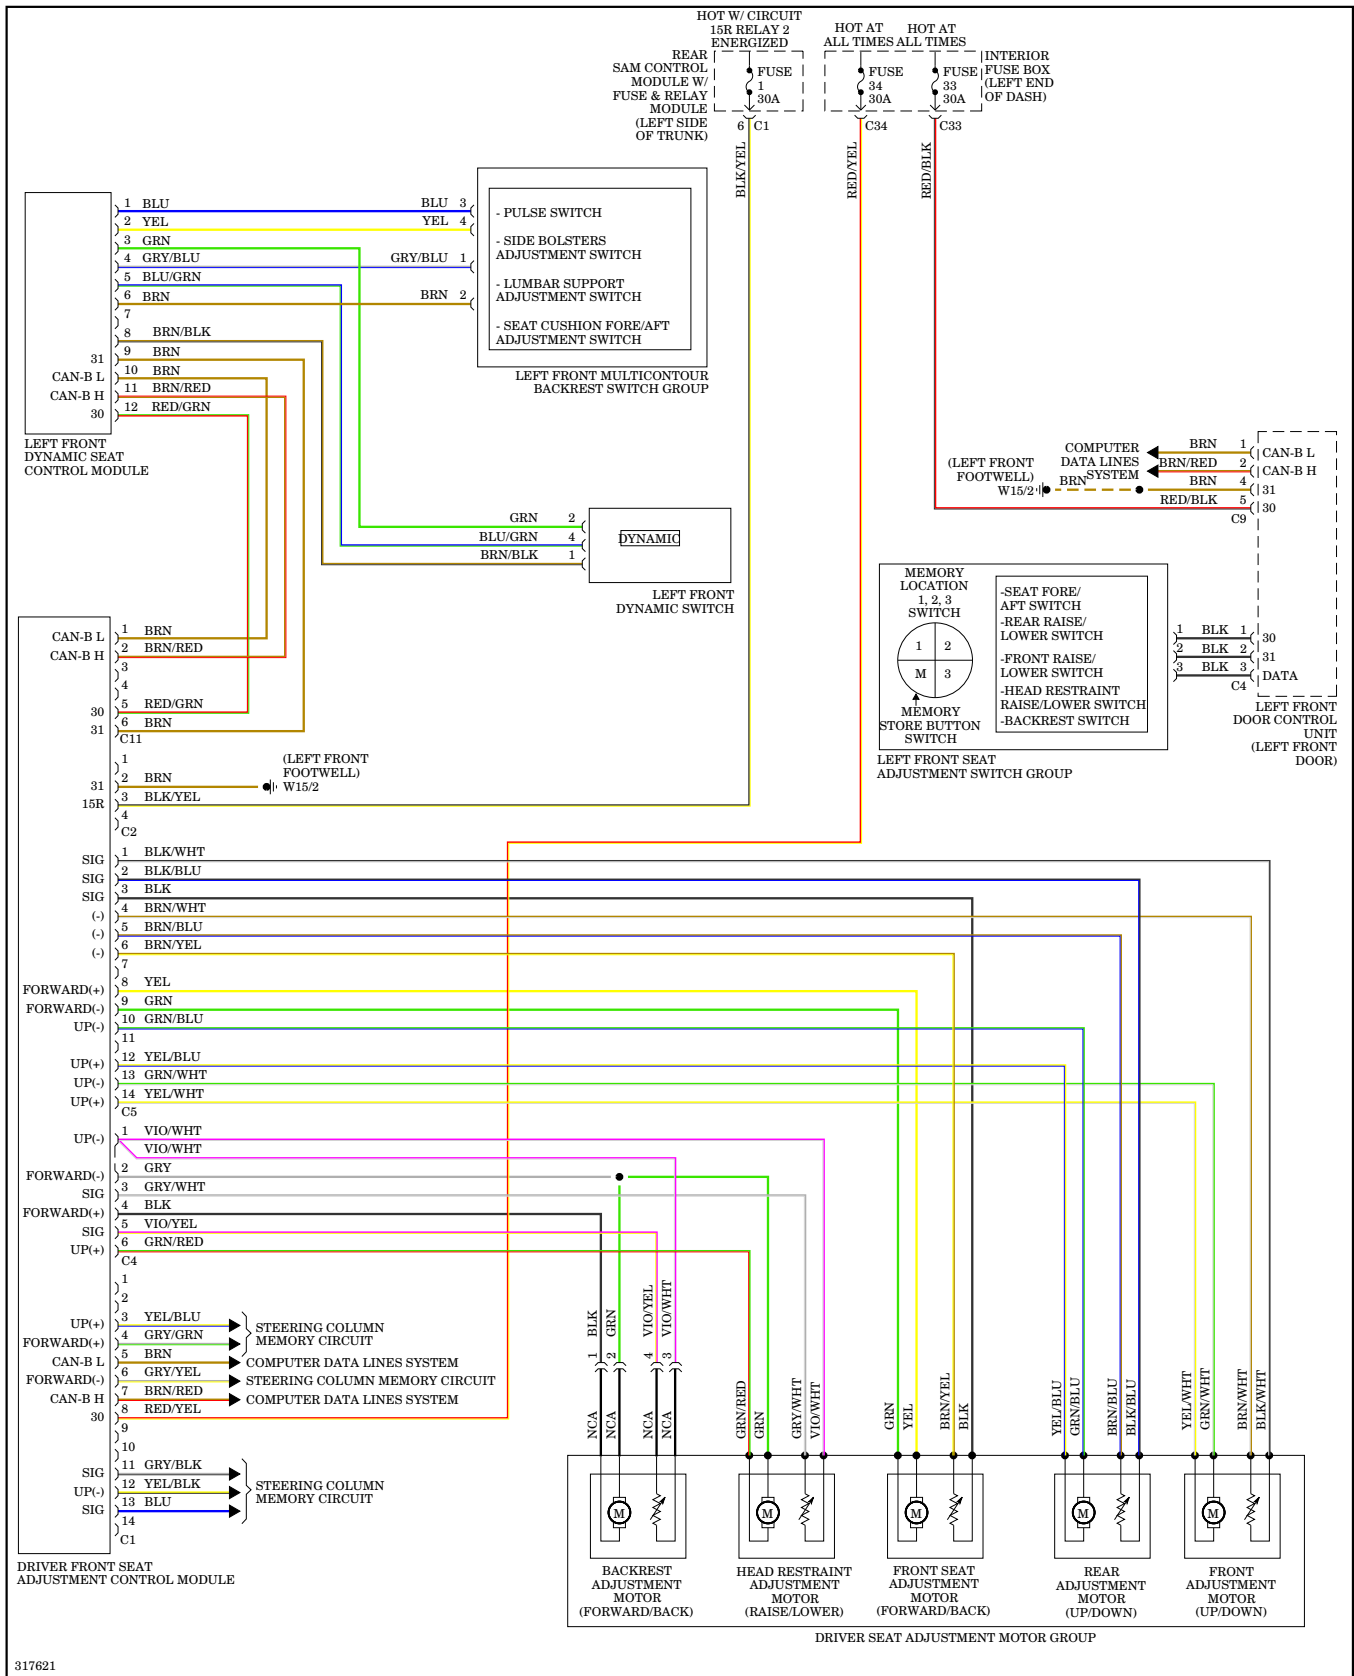 HOT W/ CIRCUIT
15R RELAY 2
ENERGIZED
HOT AT
ALL TIMES
HOT AT
ALL TIMES
REAR
SAM CONTROL
MODULE W/
FUSE & RELAY
MODULE
(LEFT SIDE
OF TRUNK)
FUSE
1
30A
FUSE
34
30A
FUSE
33
30A
INTERIOR
FUSE BOX
(LEFT END
OF DASH)
6 C1
C34
C33
BLK/YEL
RED/YEL
RED/BLK
1 BLU
2 YEL
3 GRN
4 GRY/BLU
5 BLU/GRN
6 BRN
7
8 BRN/BLK
31 9 BRN
CAN-B L 10 BRN
CAN-B H 11 BRN/RED
30 12 RED/GRN
LEFT FRONT
DYNAMIC SEAT
CONTROL MODULE
BLU 3
YEL 4
GRY/BLU 1
BRN 2
- PULSE SWITCH
- SIDE BOLSTERS
ADJUSTMENT SWITCH
- LUMBAR SUPPORT
ADJUSTMENT SWITCH
- SEAT CUSHION FORE/AFT
ADJUSTMENT SWITCH
LEFT FRONT MULTICONTOUR
BACKREST SWITCH GROUP
GRN 2
BLU/GRN 4
BRN/BLK 1
DYNAMIC
LEFT FRONT
DYNAMIC SWITCH
COMPUTER
DATA LINES
SYSTEM
(LEFT FRONT
FOOTWELL)
W15/2
BRN
BRN 1 CAN-B L
BRN/RED 2 CAN-B H
BRN 4 31
RED/BLK 5 30
C9
MEMORY
LOCATION
1, 2, 3
SWITCH
1 2
M 3
MEMORY
STORE BUTTON
SWITCH
-SEAT FORE/
AFT SWITCH
-REAR RAISE/
LOWER SWITCH
-FRONT RAISE/
LOWER SWITCH
-HEAD RESTRAINT
RAISE/LOWER SWITCH
-BACKREST SWITCH
LEFT FRONT SEAT
ADJUSTMENT SWITCH GROUP
1 BLK 1 30
2 BLK 2 31
3 BLK 3 DATA
C4
LEFT FRONT
DOOR CONTROL
UNIT
(LEFT FRONT
DOOR)
CAN-B L 1 BRN
CAN-B H 2 BRN/RED
3
4
30 5 RED/GRN
31 6 BRN
C11
1
31 2 BRN
15R 3 BLK/YEL
4
C2
(LEFT FRONT
FOOTWELL)
W15/2
SIG 1 BLK/WHT
SIG 2 BLK/BLU
SIG 3 BLK
(-) 4 BRN/WHT
(-) 5 BRN/BLU
(-) 6 BRN/YEL
7
FORWARD(+) 8 YEL
FORWARD(-) 9 GRN
UP(-) 10 GRN/BLU
11
UP(+) 12 YEL/BLU
UP(-) 13 GRN/WHT
UP(+) 14 YEL/WHT
C5
UP(-) 1 VIO/WHT
VIO/WHT
FORWARD(-) 2 GRY
SIG 3 GRY/WHT
FORWARD(+) 4 BLK
SIG 5 VIO/YEL
UP(+) 6 GRN/RED
C4
1
2
UP(+) 3 YEL/BLU
FORWARD(+) 4 GRY/GRN
STEERING COLUMN
MEMORY CIRCUIT
CAN-B L 5 BRN COMPUTER DATA LINES SYSTEM
FORWARD(-) 6 GRY/YEL STEERING COLUMN MEMORY CIRCUIT
CAN-B H 7 BRN/RED COMPUTER DATA LINES SYSTEM
30 8 RED/YEL
9
10
SIG 11 GRY/BLK
UP(-) 12 YEL/BLK
SIG 13 BLU
STEERING COLUMN
MEMORY CIRCUIT
14
C1
DRIVER FRONT SEAT
ADJUSTMENT CONTROL MODULE
BLK
GRN
VIO/YEL
VIO/WHT
1 2 4 3
NCA
NCA
NCA
NCA
GRN/RED
GRN
GRY/WHT
VIO/WHT
GRN
YEL
BRN/YEL
BLK
YEL/BLU
GRN/BLU
BRN/BLU
BLK/BLU
YEL/WHT
GRN/WHT
BRN/WHT
BLK/WHT
M
M
M
M
M
BACKREST
ADJUSTMENT
MOTOR
(FORWARD/BACK)
HEAD RESTRAINT
ADJUSTMENT
MOTOR
(RAISE/LOWER)
FRONT SEAT
ADJUSTMENT
MOTOR
(FORWARD/BACK)
REAR
ADJUSTMENT
MOTOR
(UP/DOWN)
FRONT
ADJUSTMENT
MOTOR
(UP/DOWN)
DRIVER SEAT ADJUSTMENT MOTOR GROUP
317621